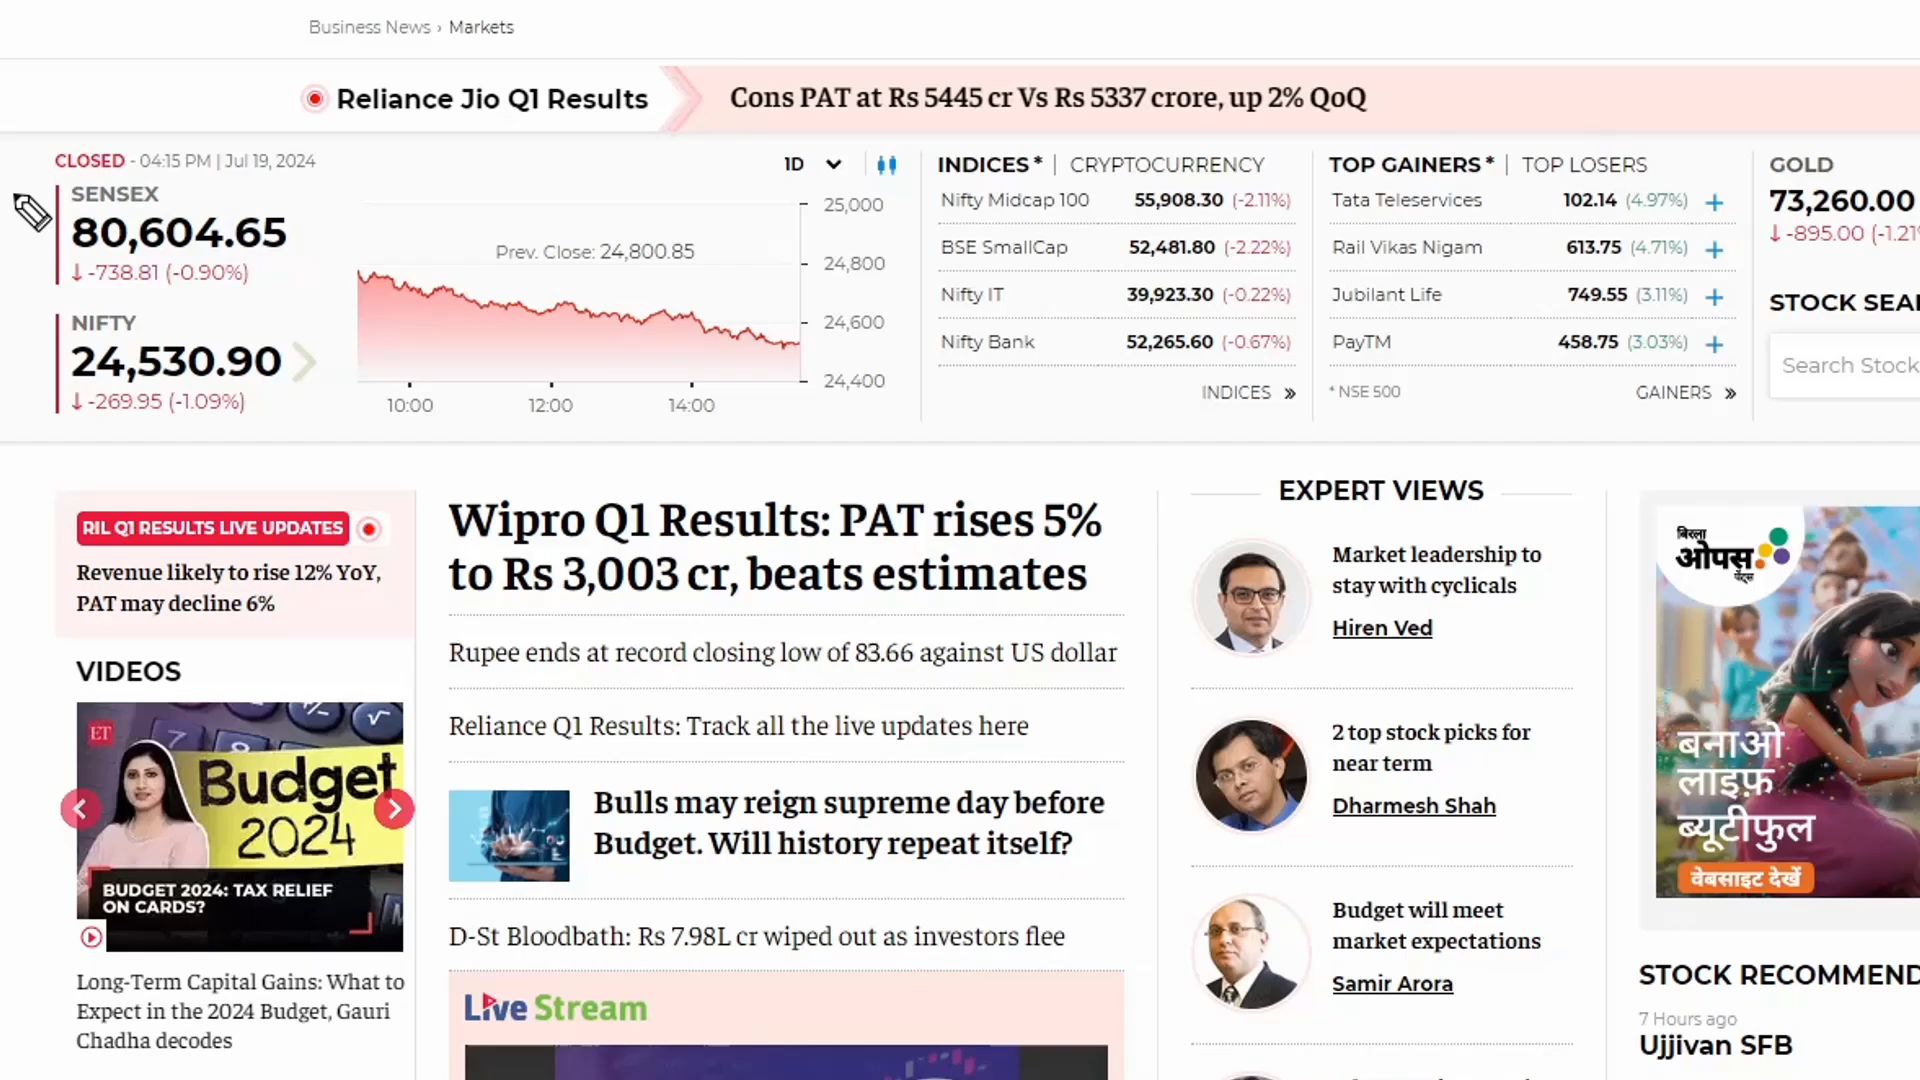 Business News › Markets
Reliance Jio Q1 Results
Cons PAT at Rs 5445 cr Vs Rs 5337 crore, up 2% QoQ
CLOSED - 04:15 PM | Jul 19, 2024
SENSEX
80,604.65
↓ -738.81 (-0.90%)
NIFTY
24,530.90
↓ -269.95 (-1.09%)
1D
Prev. Close: 24,800.85
25,000
24,800
24,600
24,400
10:00 12:00 14:00
INDICES * | CRYPTOCURRENCY
Nifty Midcap 100 55,908.30 (-2.11%)
BSE SmallCap 52,481.80 (-2.22%)
Nifty IT 39,923.30 (-0.22%)
Nifty Bank 52,265.60 (-0.67%)
INDICES »
TOP GAINERS * | TOP LOSERS
Tata Teleservices 102.14 (4.97%) +
Rail Vikas Nigam 613.75 (4.71%) +
Jubilant Life 749.55 (3.11%) +
PayTM 458.75 (3.03%) +
* NSE 500 GAINERS »
GOLD
73,260.00
↓ -895.00 (-1.21%
STOCK SEA
Search Stock
RIL Q1 RESULTS LIVE UPDATES
Revenue likely to rise 12% YoY,
PAT may decline 6%
VIDEOS
ET
Budget
2024
BUDGET 2024: TAX RELIEF
ON CARDS?
Long-Term Capital Gains: What to
Expect in the 2024 Budget, Gauri
Chadha decodes
Wipro Q1 Results: PAT rises 5%
to Rs 3,003 cr, beats estimates
Rupee ends at record closing low of 83.66 against US dollar
Reliance Q1 Results: Track all the live updates here
Bulls may reign supreme day before
Budget. Will history repeat itself?
D-St Bloodbath: Rs 7.98L cr wiped out as investors flee
Live Stream
EXPERT VIEWS
Market leadership to
stay with cyclicals
Hiren Ved
2 top stock picks for
near term
Dharmesh Shah
Budget will meet
market expectations
Samir Arora
बिरला
ओपस
पेंट्स
बनाओ
लाइफ़
ब्यूटीफुल
वेबसाइट देखें
STOCK RECOMMEND
7 Hours ago
Ujjivan SFB